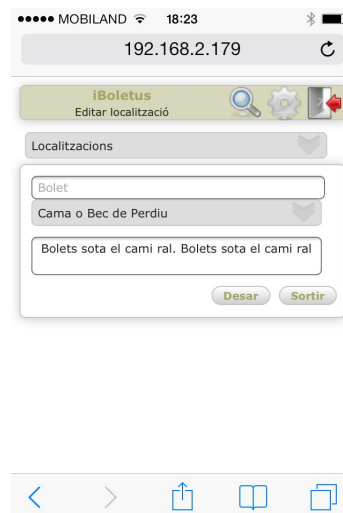 MOBILAND 18:23
192.168.2.179
iBoletus
Editar localització
Localitzacions
Bolet
Cama o Bec de Perdiu
Bolets sota el cami ral. Bolets sota el cami ral
Desar Sortir